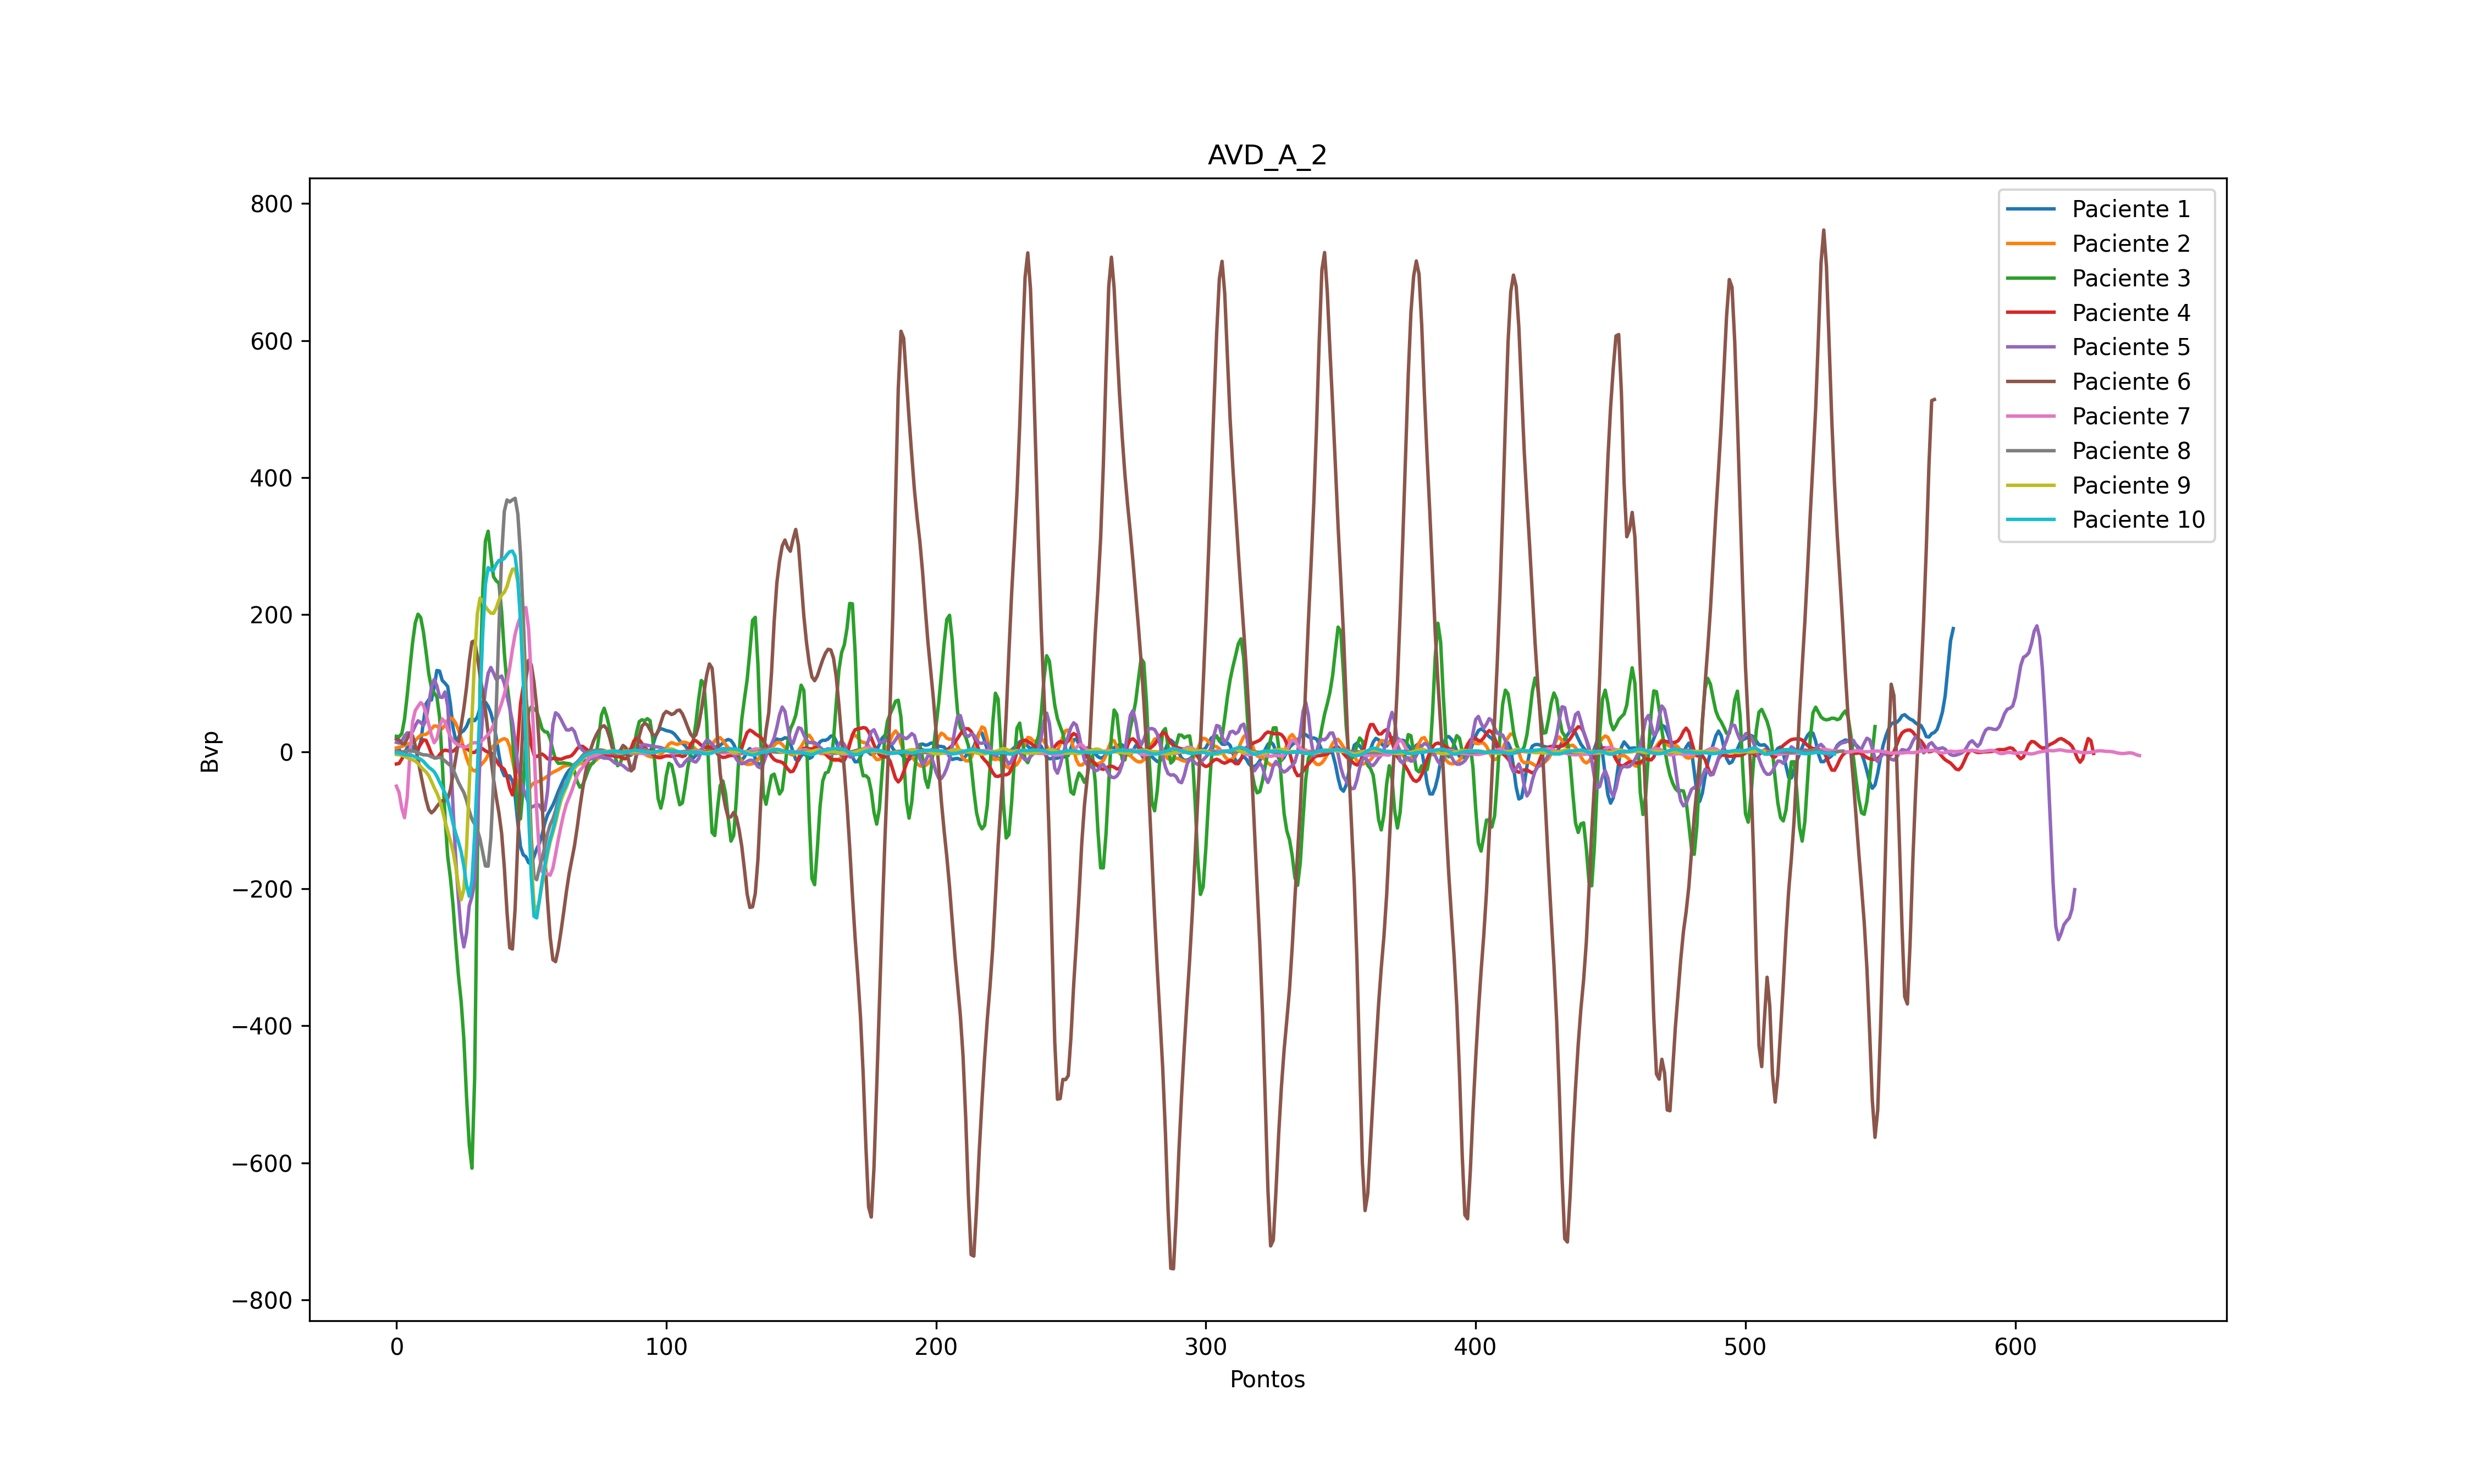 AVD_A_2
800
600
400
200
0
−200
−400
−600
−800
Bvp
0 100 200 300 400 500 600
Pontos
Paciente 1
Paciente 2
Paciente 3
Paciente 4
Paciente 5
Paciente 6
Paciente 7
Paciente 8
Paciente 9
Paciente 10